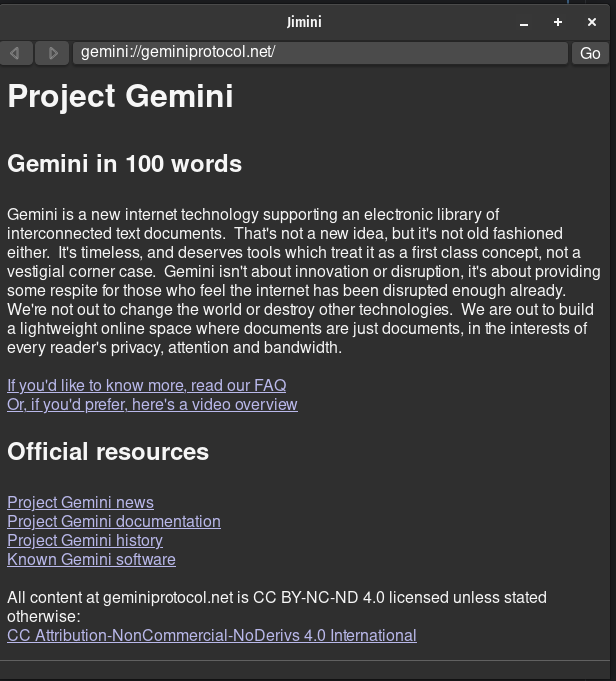 Jimini
gemini://geminiprotocol.net/
Go
Project Gemini
Gemini in 100 words
Gemini is a new internet technology supporting an electronic library of
interconnected text documents.  That's not a new idea, but it's not old fashioned
either.  It's timeless, and deserves tools which treat it as a first class concept, not a
vestigial corner case.  Gemini isn't about innovation or disruption, it's about providing
some respite for those who feel the internet has been disrupted enough already.
We're not out to change the world or destroy other technologies.  We are out to build
a lightweight online space where documents are just documents, in the interests of
every reader's privacy, attention and bandwidth.
If you'd like to know more, read our FAQ
Or, if you'd prefer, here's a video overview
Official resources
Project Gemini news
Project Gemini documentation
Project Gemini history
Known Gemini software
All content at geminiprotocol.net is CC BY-NC-ND 4.0 licensed unless stated
otherwise:
CC Attribution-NonCommercial-NoDerivs 4.0 International